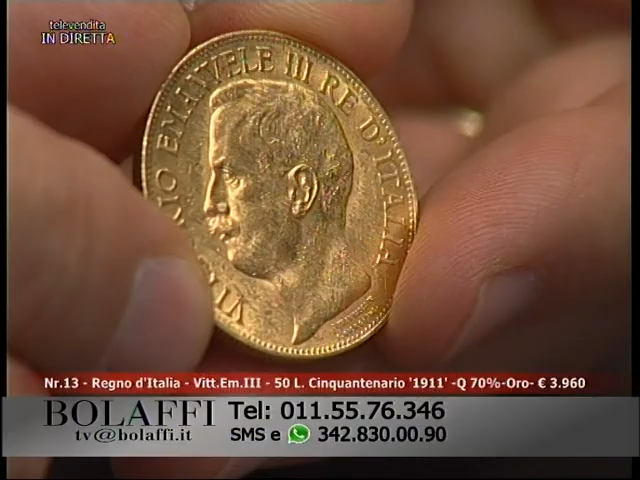 televendita
IN DIRETTA
VITTORIO EMANVELE III RE D'ITALIA
Nr.13 - Regno d'Italia - Vitt.Em.III - 50 L. Cinquantenario '1911' -Q 70%-Oro- € 3.960
BOLAFFI
tv@bolaffi.it
Tel: 011.55.76.346
SMS e 342.830.00.90